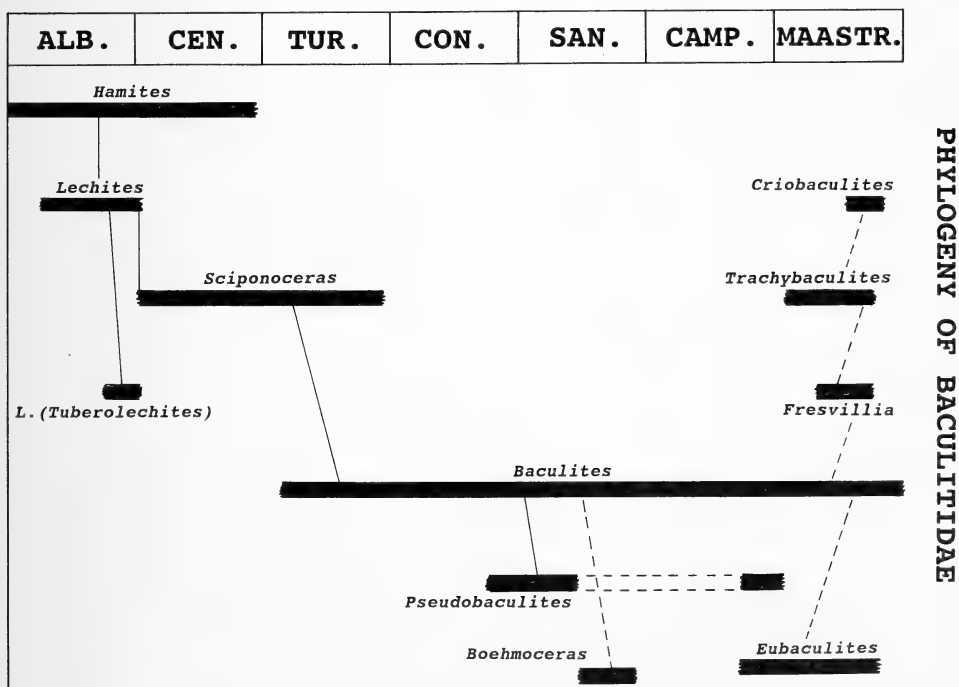 ALB. CEN. TUR. CON. SAN. CAMP. MAASTR.
Hamites
Lechites
Criobaculites
Sciponoceras
Trachybaculites
L.(Tuberolechites)
Fresvillia
Baculites
Pseudobaculites
Boehmoceras
Eubaculites
PHYLOGENY OF BACULITIDAE